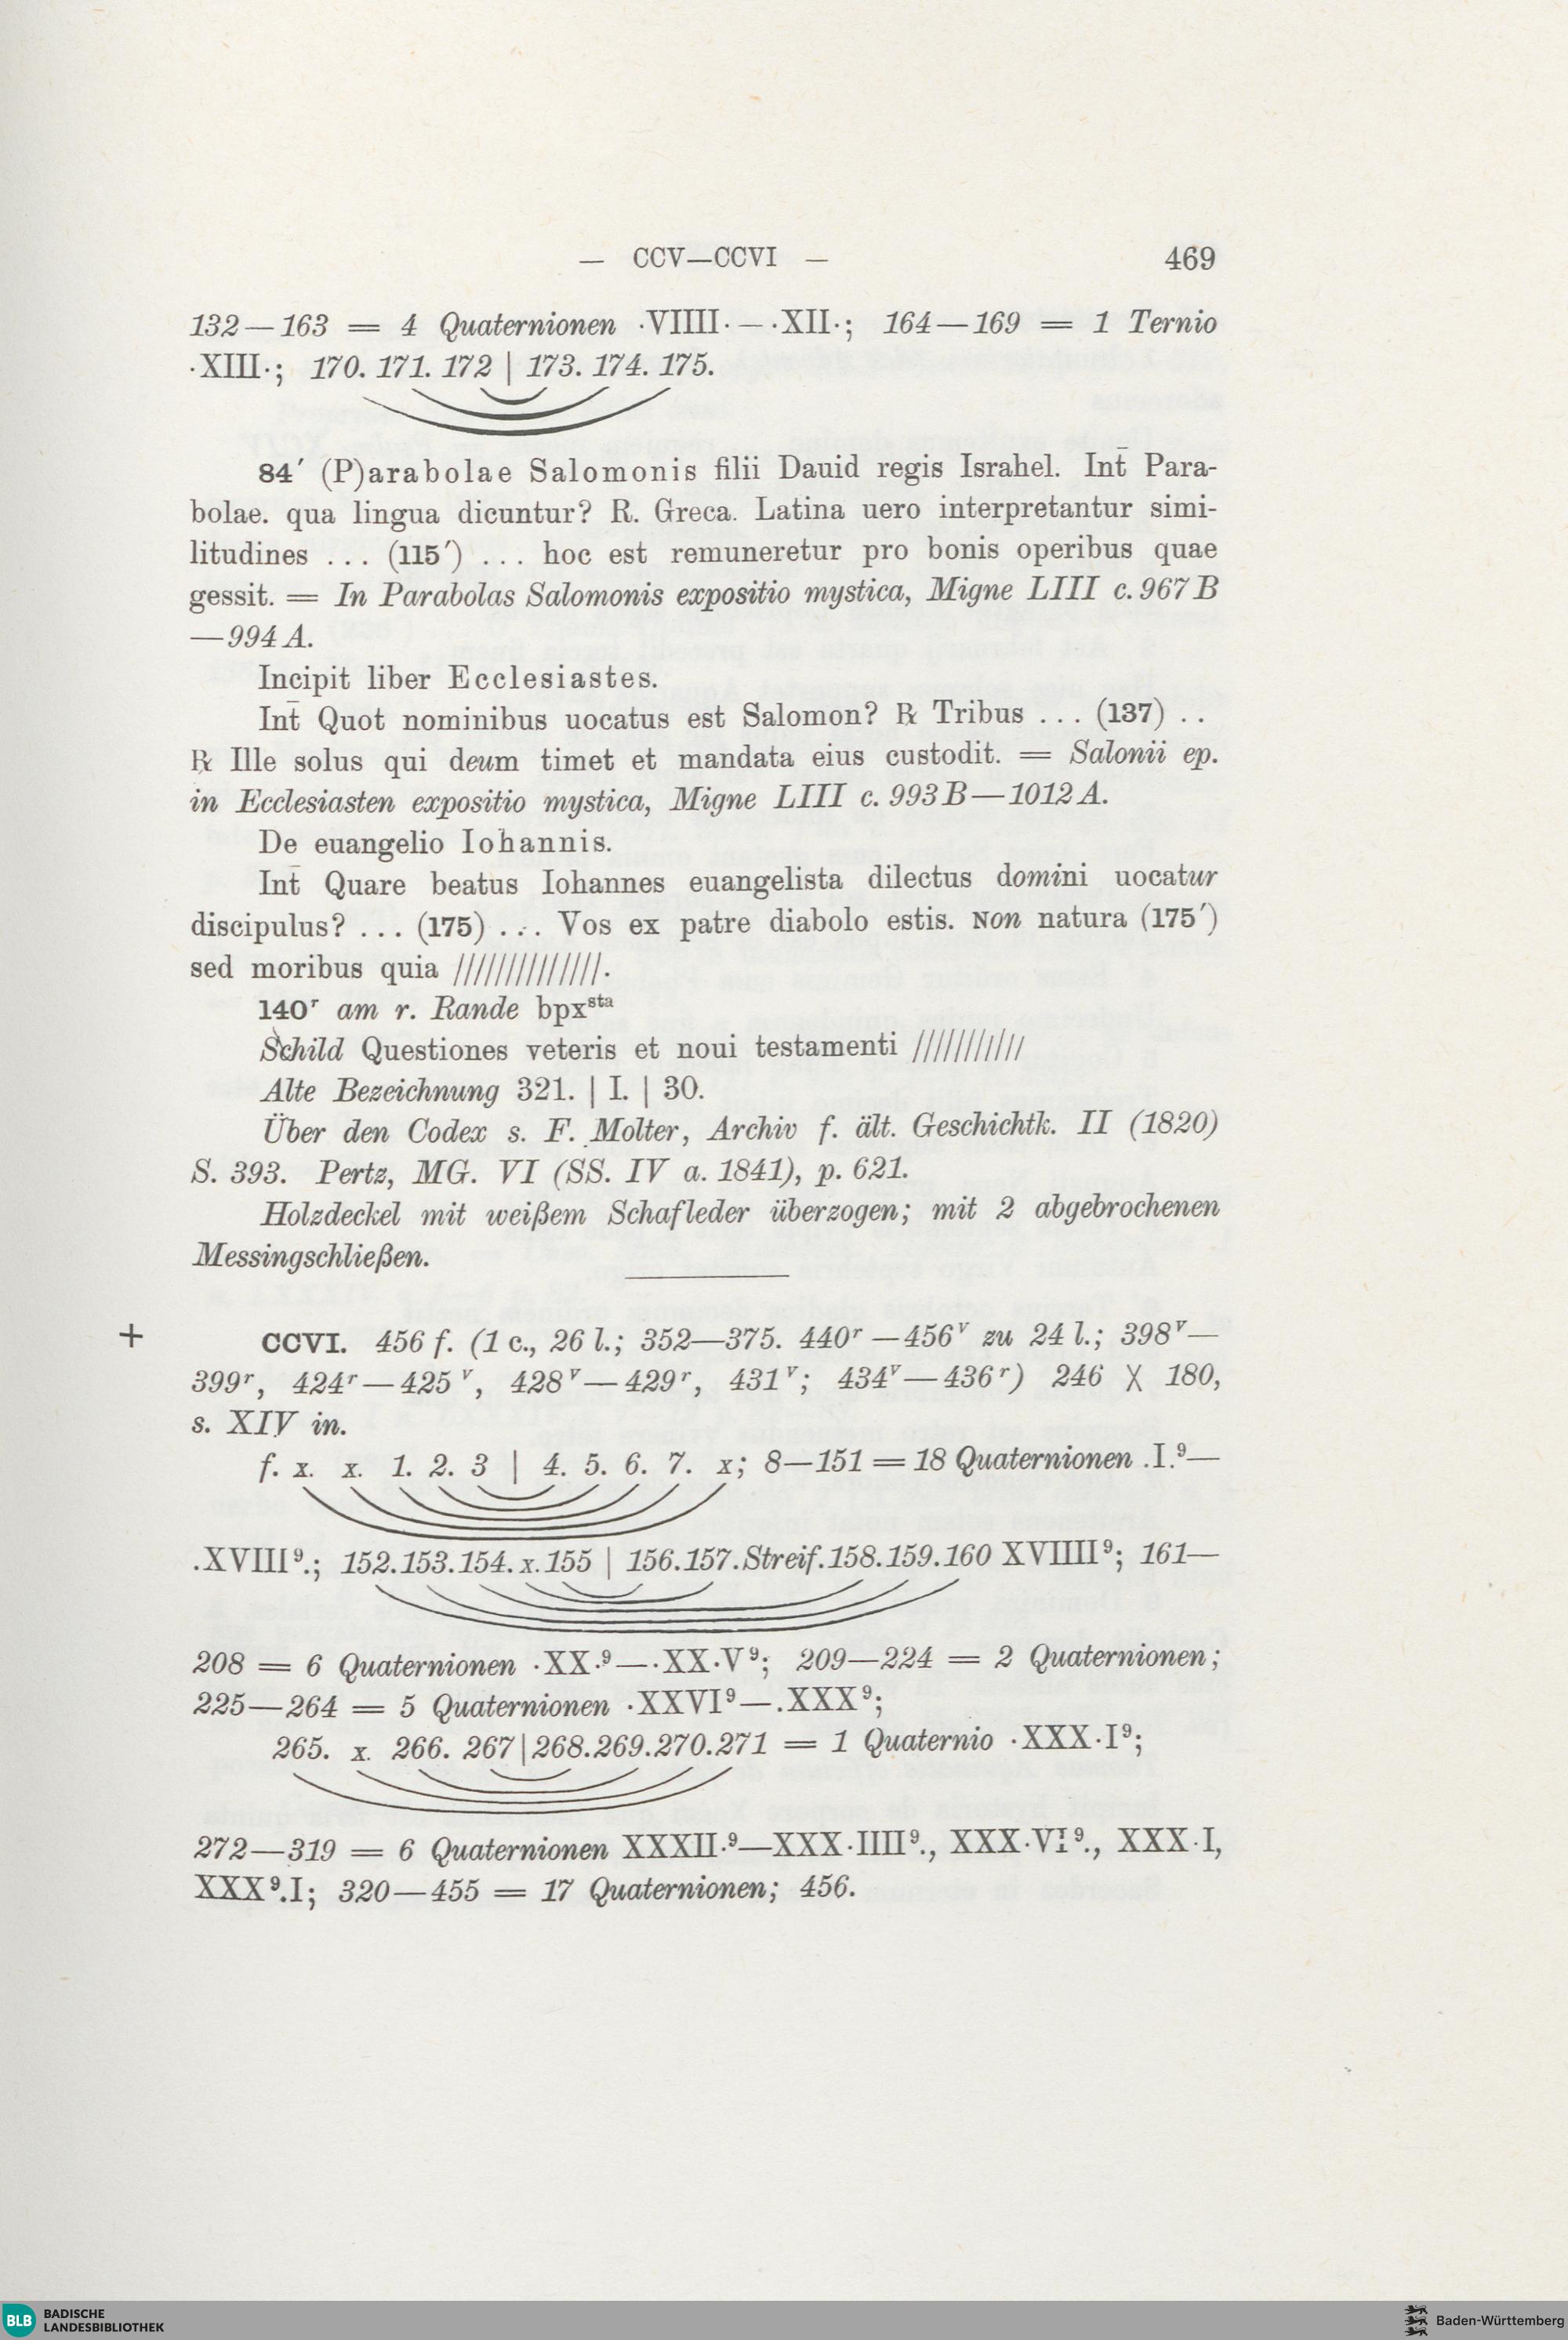 — CCV—CCVI — 469
132—163 = 4 Quaternionen ·VIIII· — ·XII·; 164—169 = 1 Ternio
·XIII·; 170. 171. 172 | 173. 174. 175.
84′ (P)arabolae Salomonis filii Dauid regis Israhel. Int̄ Para-
bolae. qua lingua dicuntur? R. Greca. Latina uero interpretantur simi-
litudines ... (115′) ... hoc est remuneretur pro bonis operibus quae
gessit. = In Parabolas Salomonis expositio mystica, Migne LIII c. 967 B
—994 A.
Incipit liber Ecclesiastes.
Int̄ Quot nominibus uocatus est Salomon? ℞ Tribus ... (137) ..
℞ Ille solus qui deum timet et mandata eius custodit. = Salonii ep.
in Ecclesiasten expositio mystica, Migne LIII c. 993 B—1012 A.
De euangelio Iohannis.
Int̄ Quare beatus Iohannes euangelista dilectus domini uocatur
discipulus? ... (175) ... Vos ex patre diabolo estis. Non natura (175′)
sed moribus quia //////////////.
140ʳ am r. Rande bpxˢᵗᵃ
Schild Questiones veteris et noui testamenti ///////////
Alte Bezeichnung 321. | I. | 30.
Über den Codex s. F. Molter, Archiv f. ält. Geschichtk. II (1820)
S. 393. Pertz, MG. VI (SS. IV a. 1841), p. 621.
Holzdeckel mit weißem Schafleder überzogen; mit 2 abgebrochenen
Messingschließen.
+ CCVI. 456 f. (1 c., 26 l.; 352—375. 440ʳ—456ᵛ zu 24 l.; 398ᵛ—
399ʳ, 424ʳ—425ᵛ, 428ᵛ—429ʳ, 431ᵛ; 434ᵛ—436ʳ) 246 X 180,
s. XIV in.
f. x. x. 1. 2. 3 | 4. 5. 6. 7. x; 8—151 = 18 Quaternionen .I.⁹—
.XVIII⁹.; 152.153.154.x.155 | 156.157.Streif.158.159.160 XVIIII⁹; 161—
208 = 6 Quaternionen ·XX·⁹—·XX·V⁹; 209—224 = 2 Quaternionen;
225—264 = 5 Quaternionen ·XXVI⁹—.XXX⁹;
265. x. 266. 267|268.269.270.271 = 1 Quaternio ·XXX·I⁹;
272—319 = 6 Quaternionen XXXII·⁹—XXX·IIII⁹., XXX·VI⁹., XXX·I,
XXX⁹.I; 320—455 = 17 Quaternionen; 456.
BLB BADISCHE
LANDESBIBLIOTHEK
Baden-Württemberg